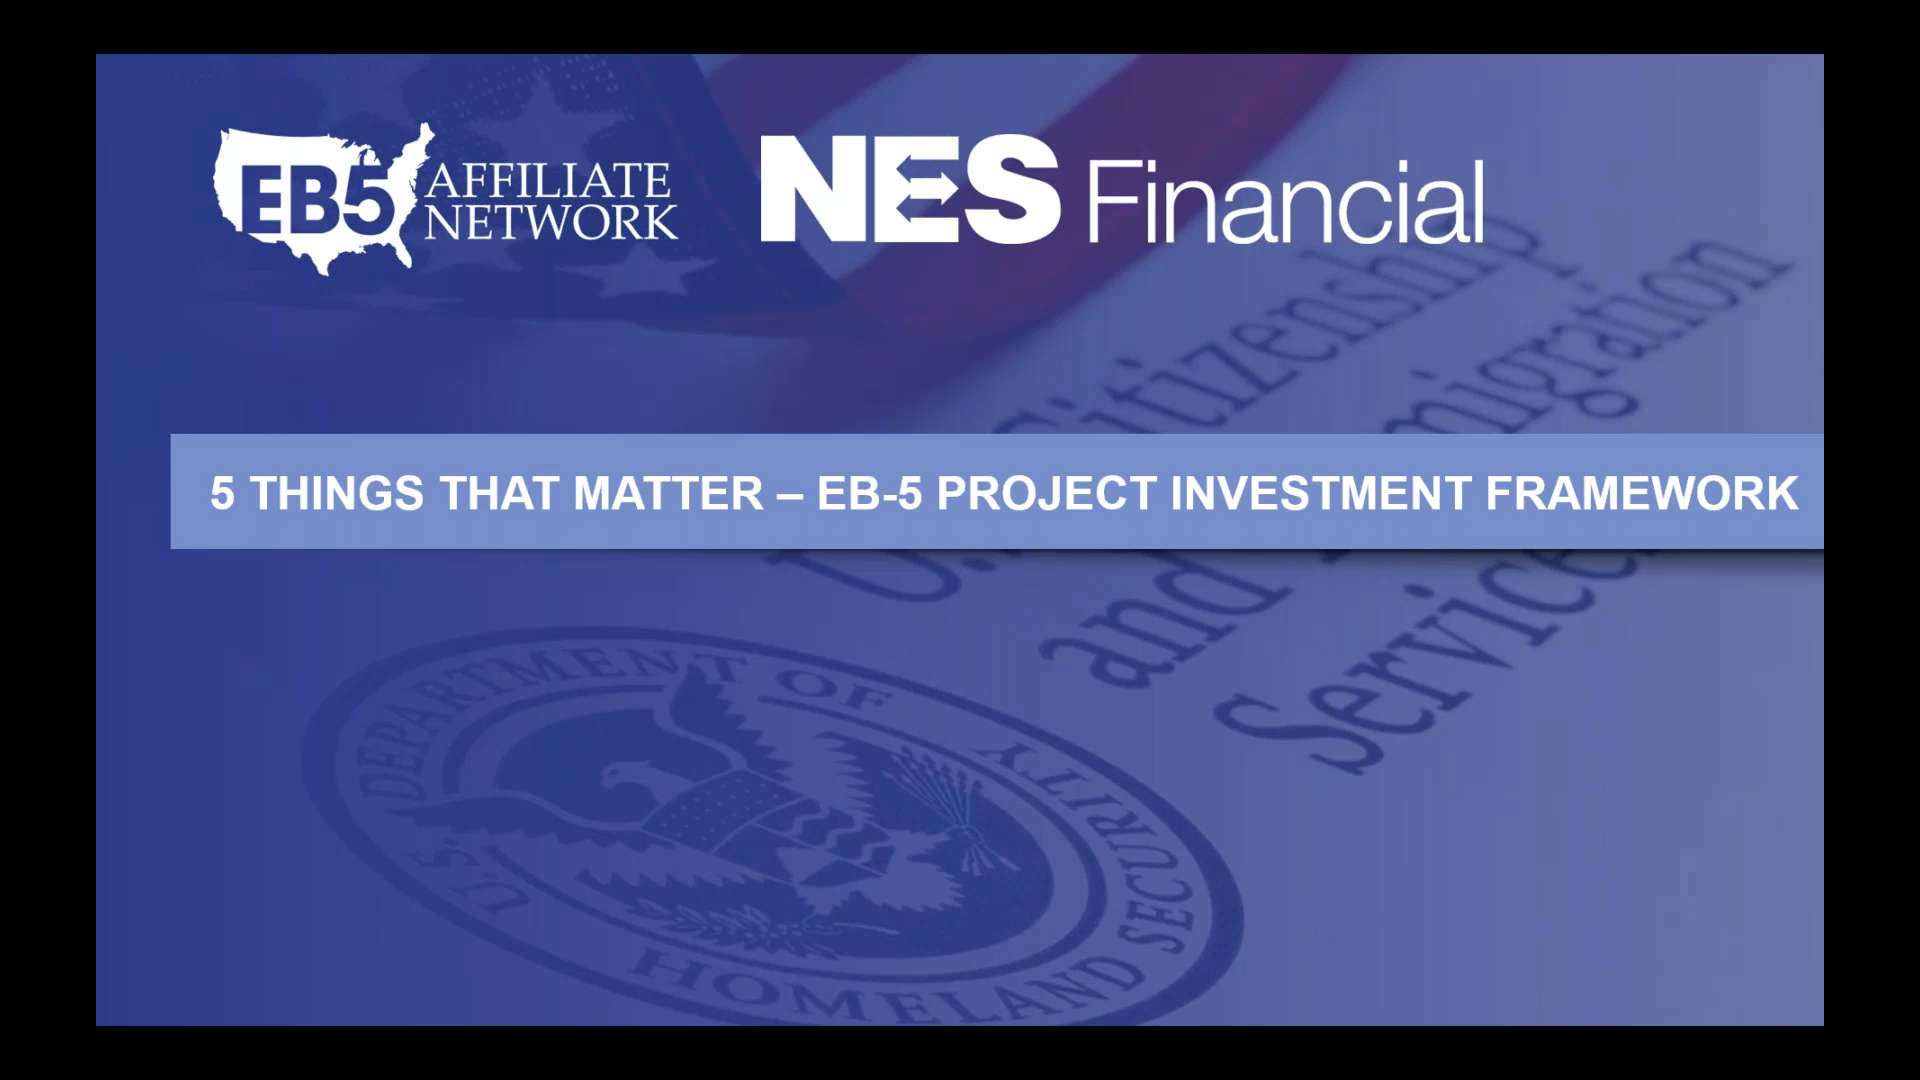 EB5 AFFILIATE
NETWORK
NES Financial
5 THINGS THAT MATTER – EB-5 PROJECT INVESTMENT FRAMEWORK
U.S. Citizenship
and Immigration
Services
U.S. DEPARTMENT OF HOMELAND SECURITY